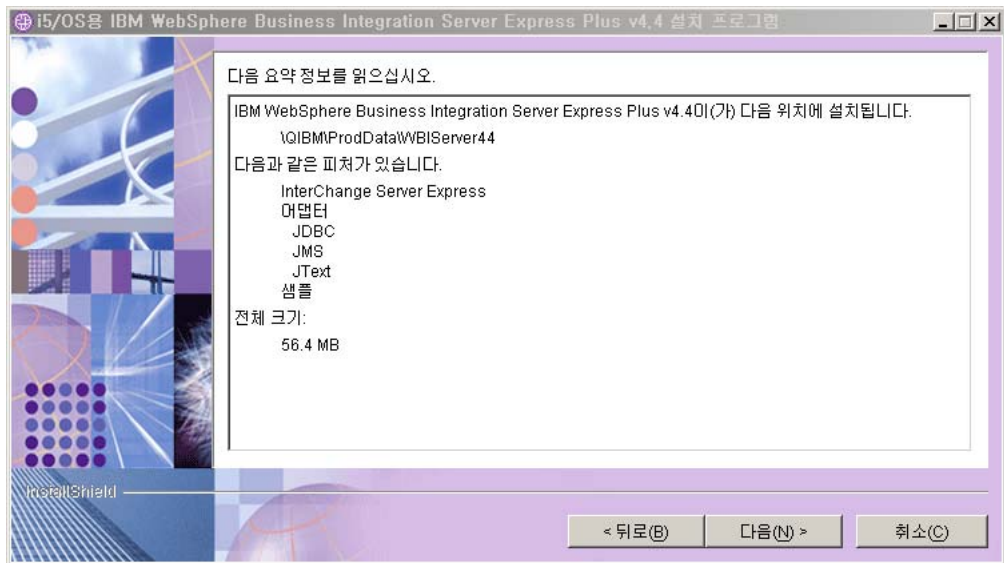 i5/OS용 IBM WebSphere Business Integration Server Express Plus v4.4 설치 프로그램
다음 요약 정보를 읽으십시오.
IBM WebSphere Business Integration Server Express Plus v4.4이(가) 다음 위치에 설치됩니다.
\QIBM\ProdData\WBIServer44
다음과 같은 피처가 있습니다.
InterChange Server Express
어댑터
JDBC
JMS
JText
샘플
전체 크기:
56.4 MB
InstallShield
< 뒤로(B)
다음(N) >
취소(C)